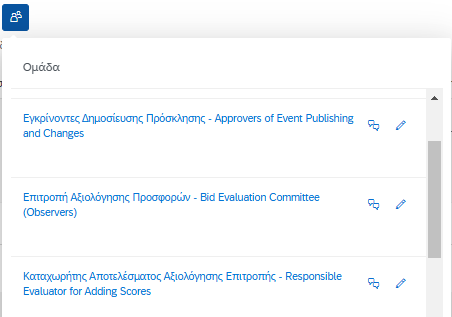 Ομάδα
Εγκρίνοντες Δημοσίευσης Πρόσκλησης - Approvers of Event Publishing
and Changes
Επιτροπή Αξιολόγησης Προσφορών - Bid Evaluation Committee
(Observers)
Καταχωρήτης Αποτελέσματος Αξιολόγησης Επιτροπής - Responsible
Evaluator for Adding Scores